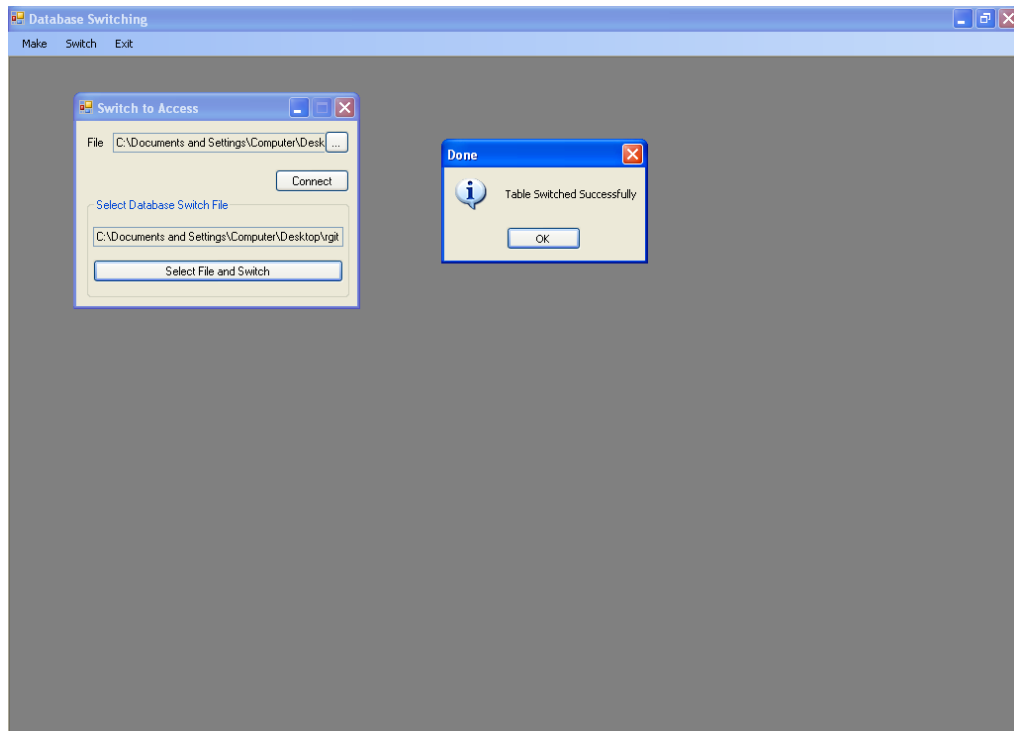 Database Switching
Make Switch Exit
Switch to Access
File C:\Documents and Settings\Computer\Desk ...
Connect
Select Database Switch File
C:\Documents and Settings\Computer\Desktop\rgit
Select File and Switch
Done
Table Switched Successfully
OK